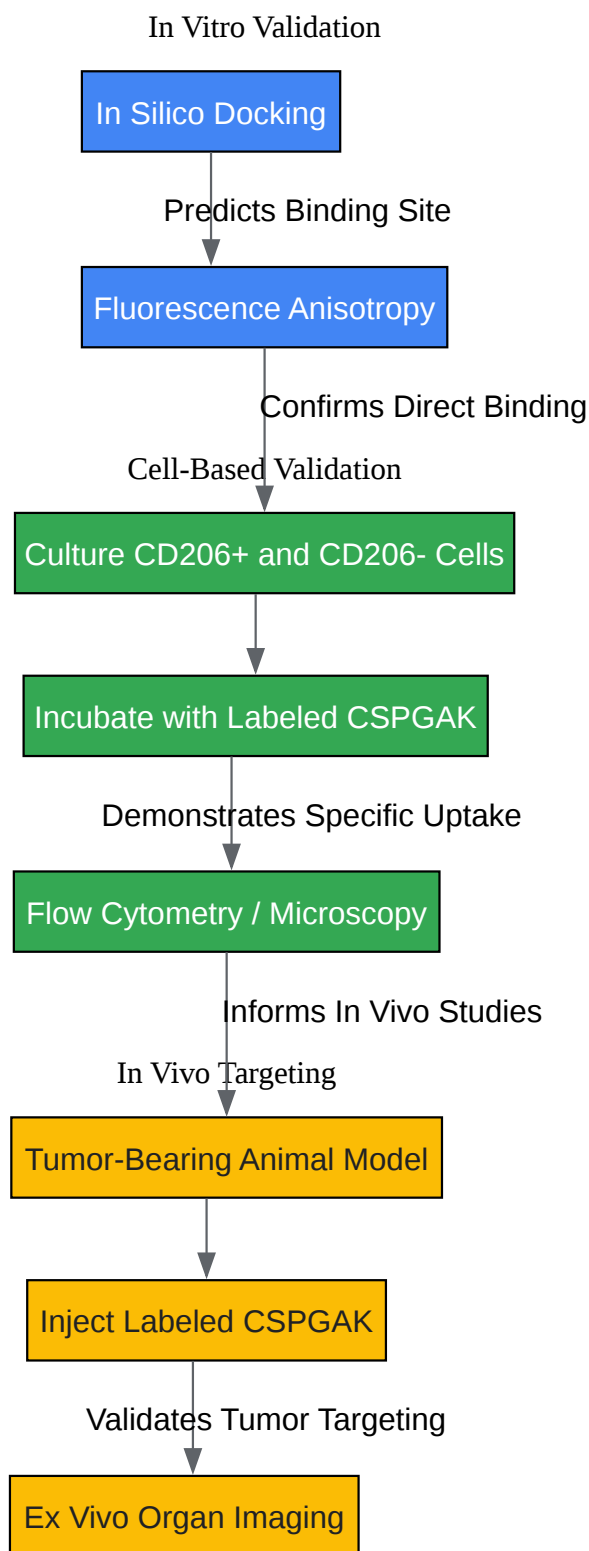 In Vitro Validation
In Silico Docking
Predicts Binding Site
Fluorescence Anisotropy
Confirms Direct Binding
Cell-Based Validation
Culture CD206+ and CD206- Cells
Incubate with Labeled CSPGAK
Demonstrates Specific Uptake
Flow Cytometry / Microscopy
Informs In Vivo Studies
In Vivo Targeting
Tumor-Bearing Animal Model
Inject Labeled CSPGAK
Validates Tumor Targeting
Ex Vivo Organ Imaging